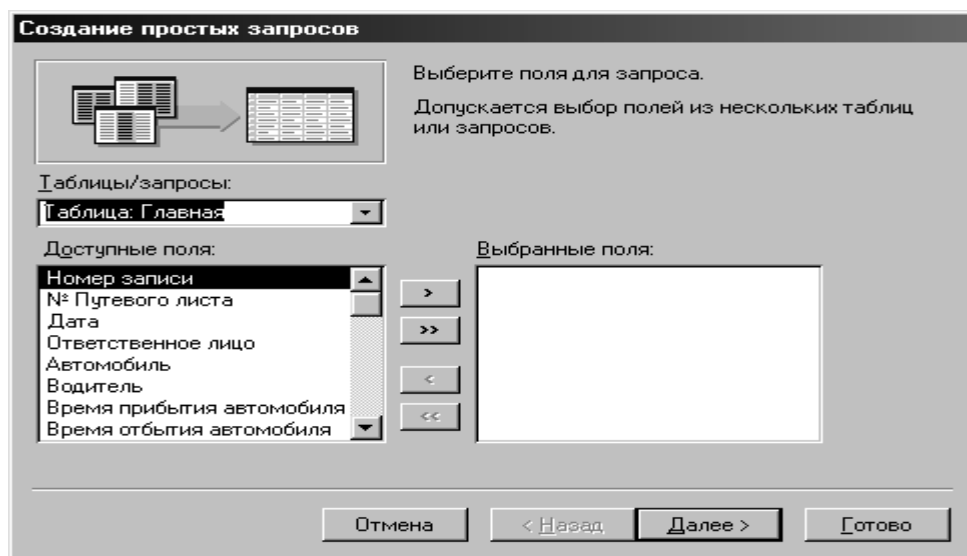 Создание простых запросов
Выберите поля для запроса.
Допускается выбор полей из нескольких таблиц
или запросов.
Таблицы/запросы:
Таблица: Главная
Доступные поля:
Выбранные поля:
Номер записи
№ Путевого листа
Дата
Ответственное лицо
Автомобиль
Водитель
Время прибытия автомобиля
Время отбытия автомобиля
>
>>
<
<<
Отмена
< Назад
Далее >
Готово